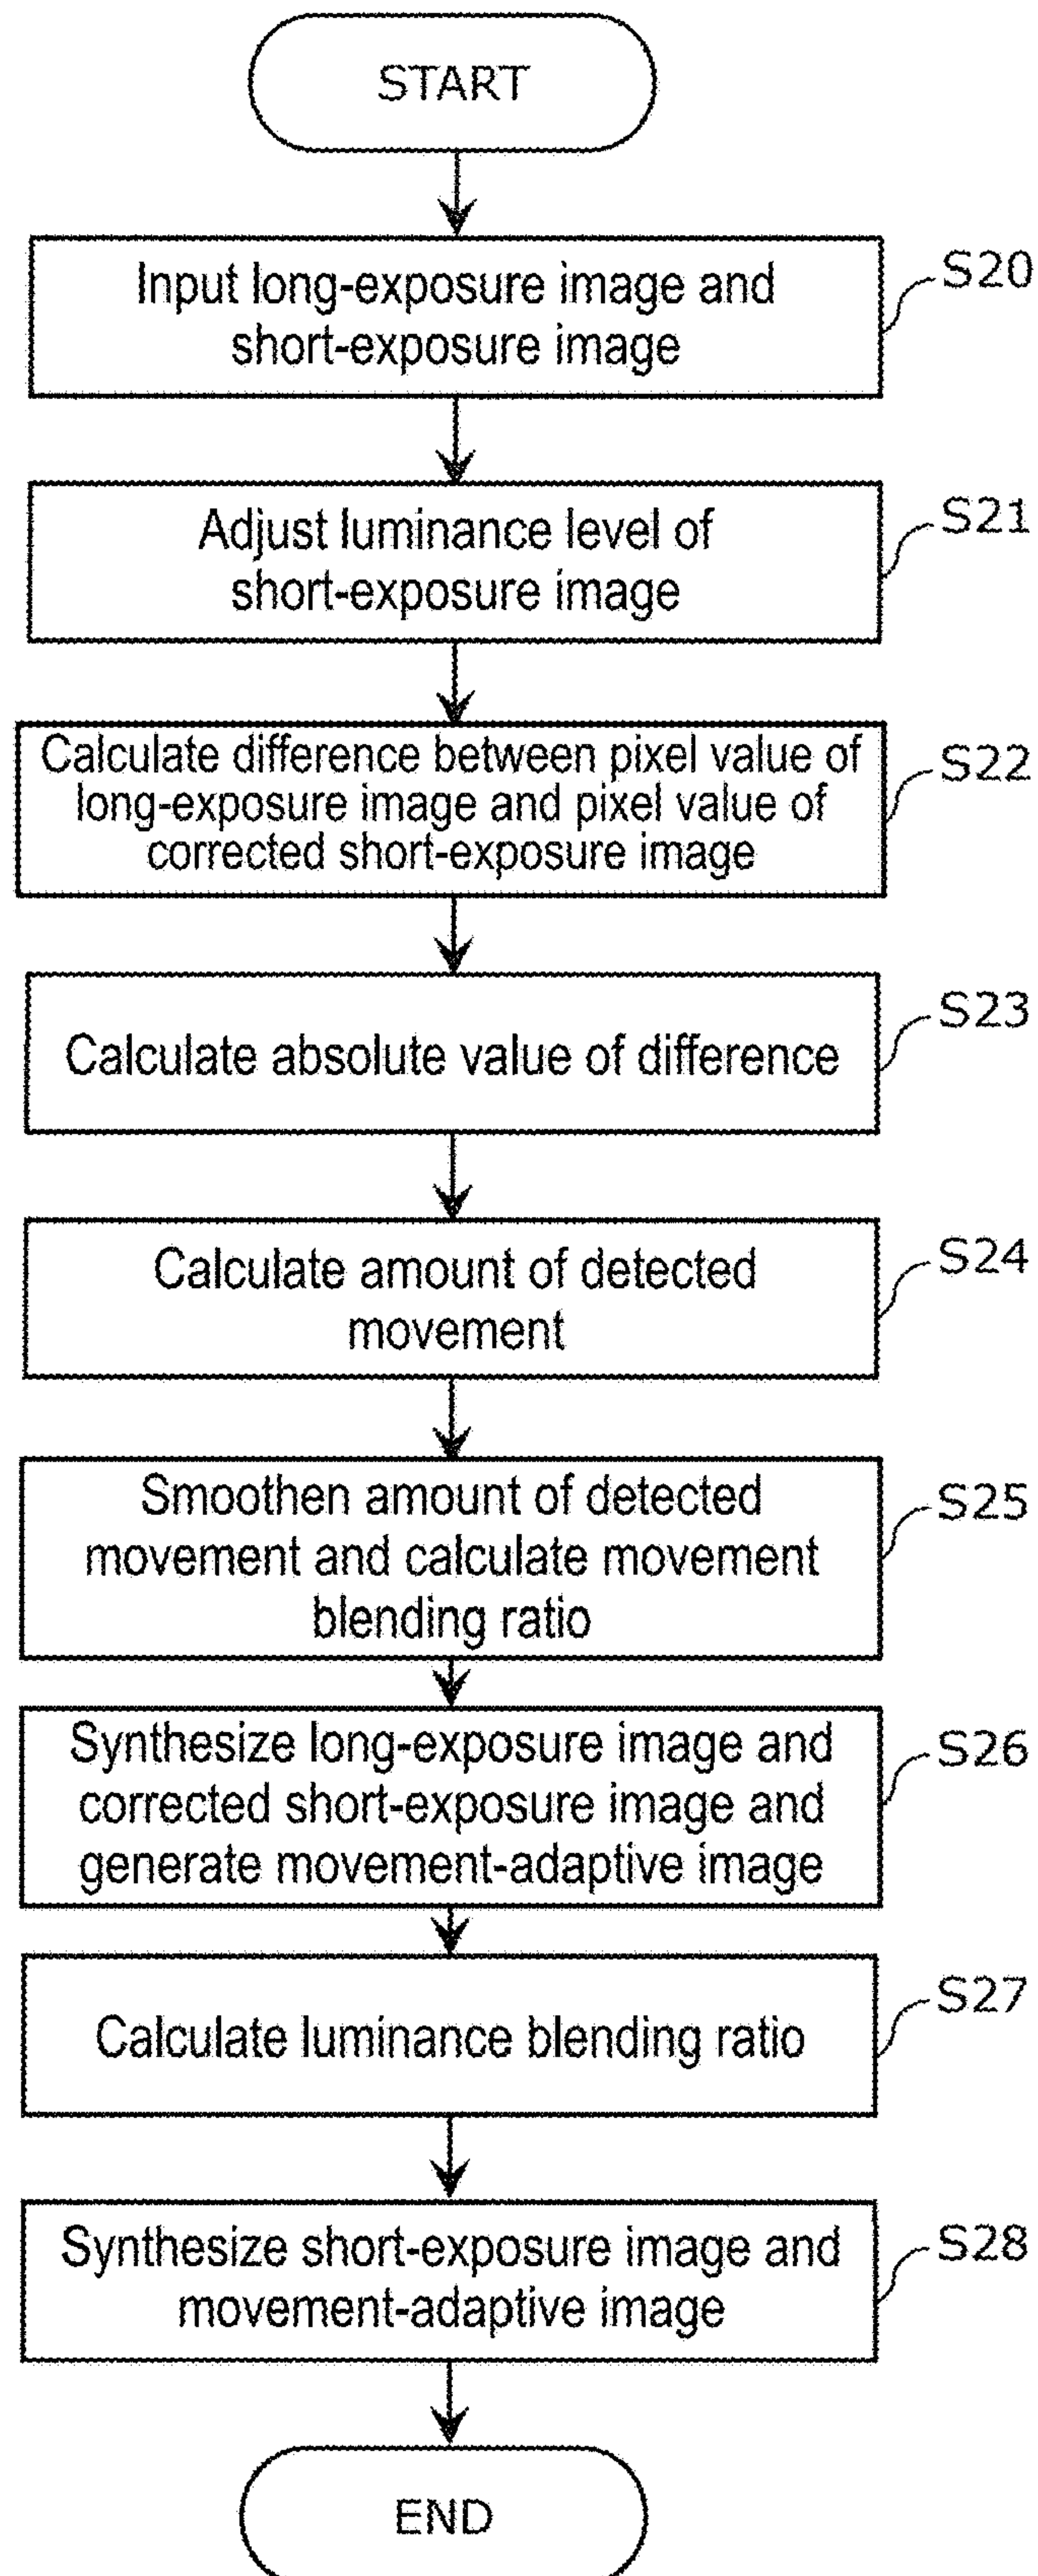 START
Input long-exposure image and
short-exposure image
S20
Adjust luminance level of
short-exposure image
S21
Calculate difference between pixel value of
long-exposure image and pixel value of
corrected short-exposure image
S22
Calculate absolute value of difference
S23
Calculate amount of detected
movement
S24
Smoothen amount of detected
movement and calculate movement
blending ratio
S25
Synthesize long-exposure image and
corrected short-exposure image and
generate movement-adaptive image
S26
Calculate luminance blending ratio
S27
Synthesize short-exposure image and
movement-adaptive image
S28
END